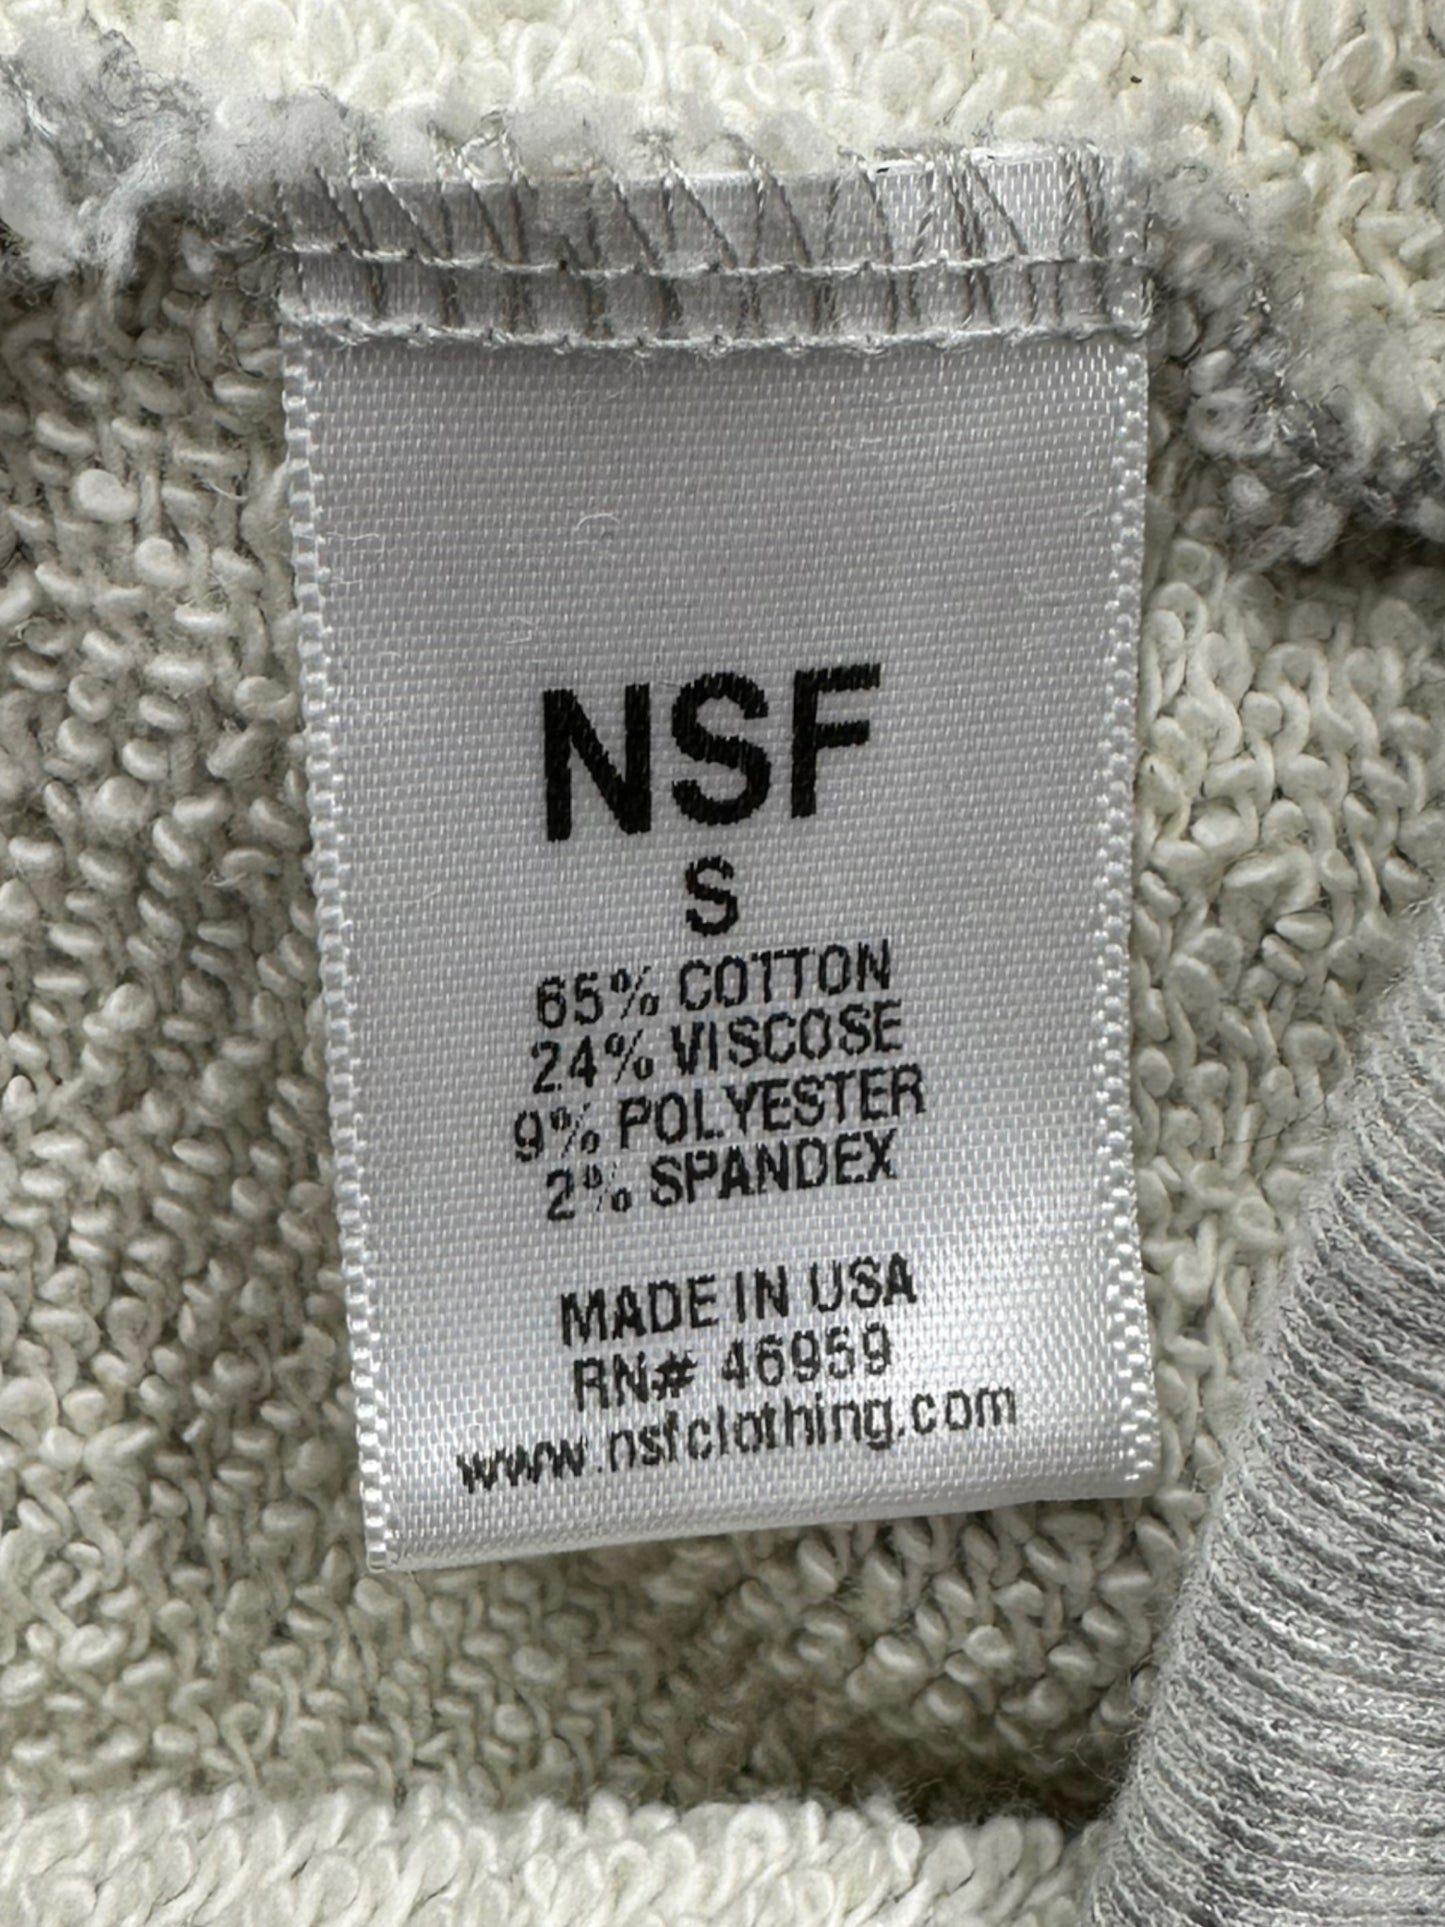 NSF
S
65% COTTON
24% VISCOSE
9% POLYESTER
2% SPANDEX
MADE IN USA
RN# 46959
www.nsfclothing.com